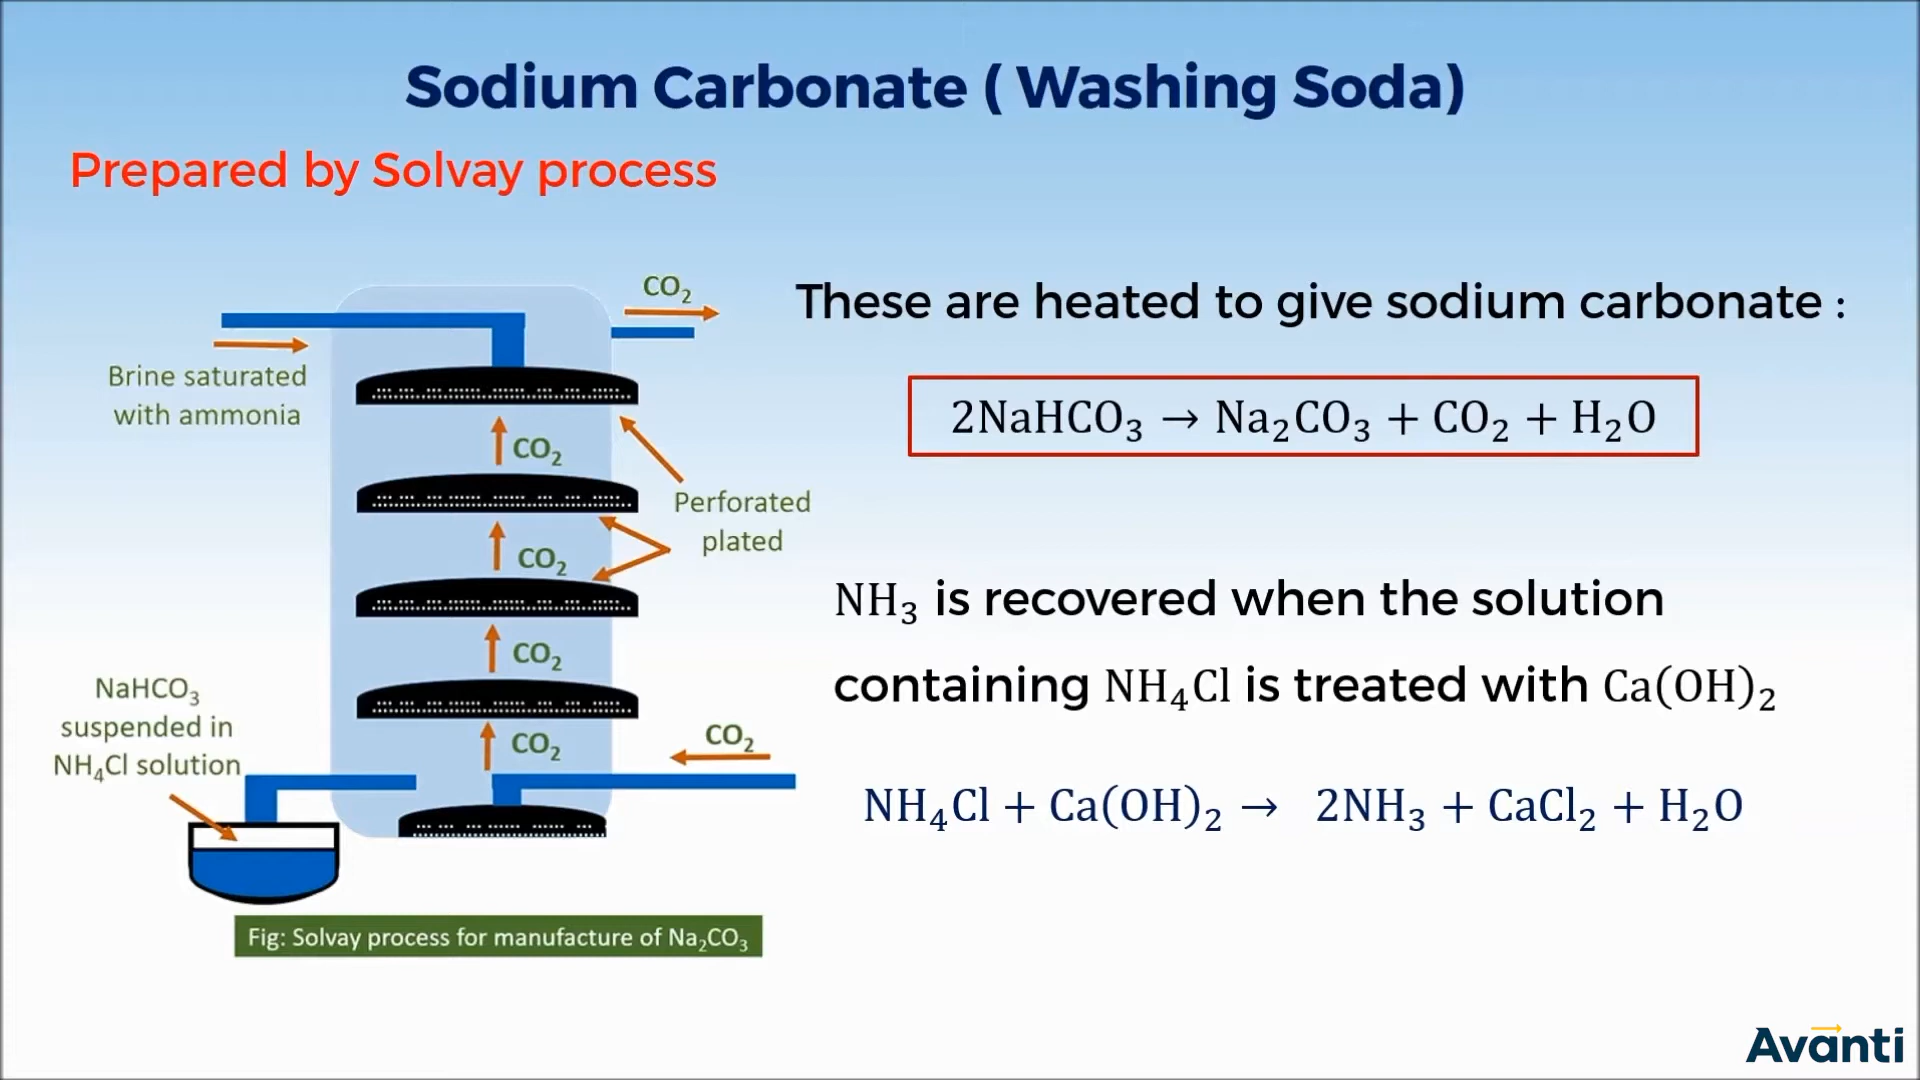 Sodium Carbonate ( Washing Soda)
Prepared by Solvay process
CO₂
Brine saturated
with ammonia
CO₂
Perforated
plated
CO₂
CO₂
NaHCO₃
suspended in
NH₄Cl solution
CO₂
CO₂
Fig: Solvay process for manufacture of Na₂CO₃
These are heated to give sodium carbonate :
2NaHCO₃ → Na₂CO₃ + CO₂ + H₂O
NH₃ is recovered when the solution
containing NH₄Cl is treated with Ca(OH)₂
NH₄Cl + Ca(OH)₂ → 2NH₃ + CaCl₂ + H₂O
Avanti